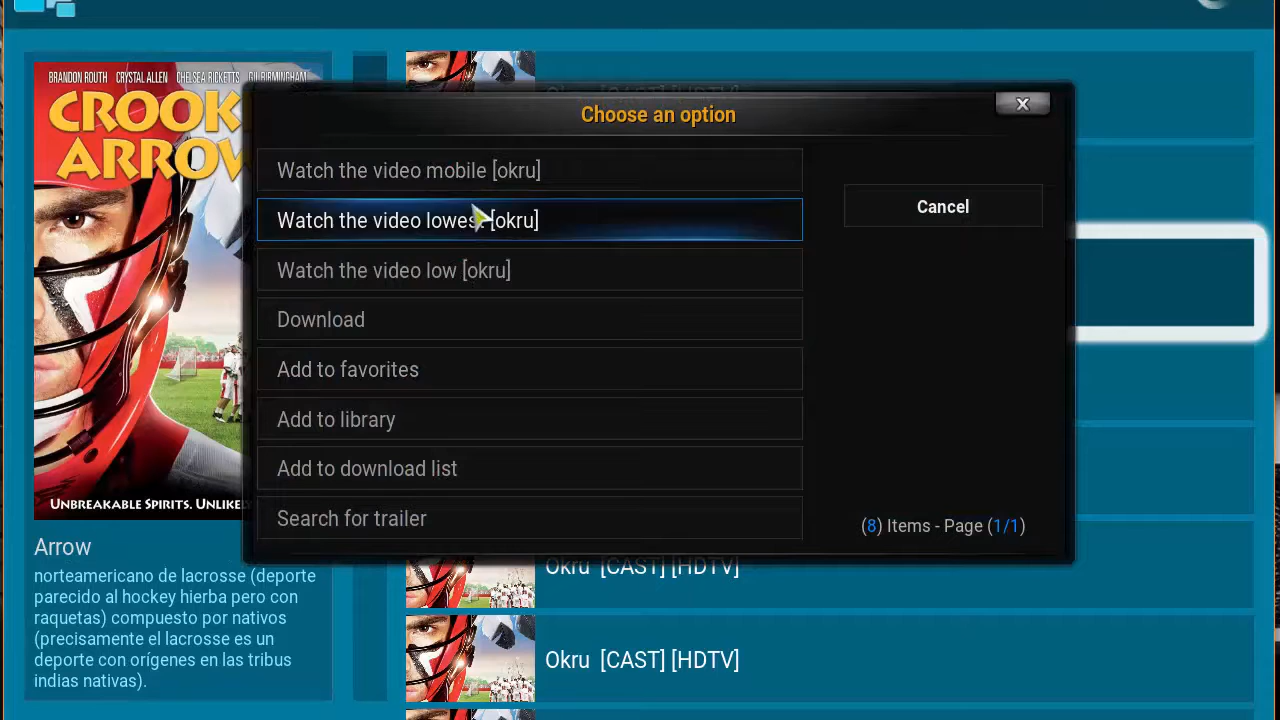 BRANDON ROUTH CRYSTAL ALLEN CHELSEA RICKETTS GIL BIRMINGHAM
CROOK
ARROW
UNBREAKABLE SPIRITS. UNLIKEL
Arrow
norteamericano de lacrosse (deporte
parecido al hockey hierba pero con
raquetas) compuesto por nativos
(precisamente el lacrosse es un
deporte con orígenes en las tribus
indias nativas).
Choose an option
X
Watch the video mobile [okru]
Watch the video lowest [okru]
Watch the video low [okru]
Download
Add to favorites
Add to library
Add to download list
Search for trailer
Cancel
(8) Items - Page (1/1)
Okru [CAST] [HDTV]
Okru [CAST] [HDTV]